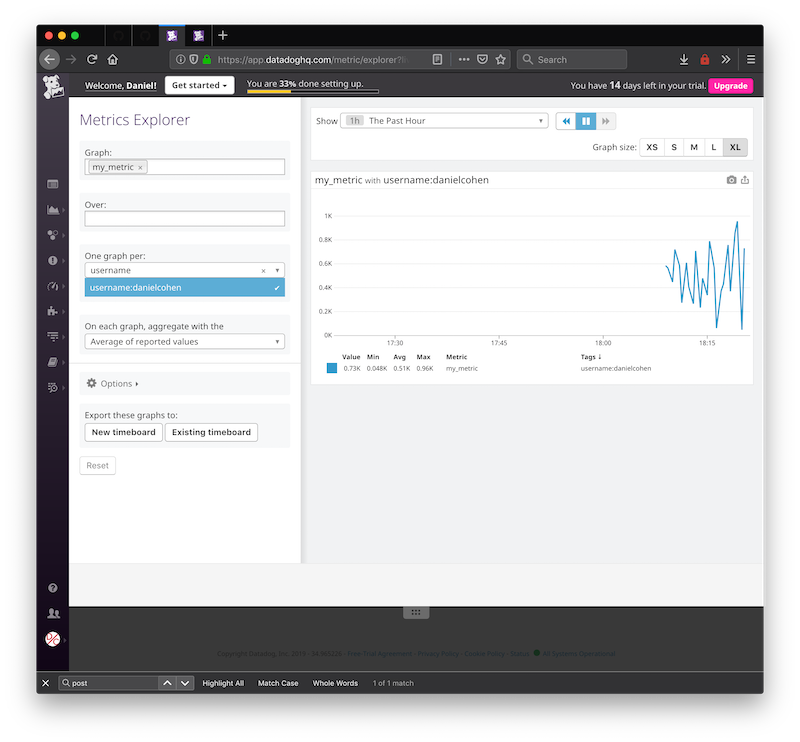 https://app.datadoghq.com/metric/explorer?
Search
Welcome, Daniel!
Get started
You are 33% done setting up.
You have 14 days left in your trial.
Upgrade
Metrics Explorer
Graph:
my_metric ×
Over:
One graph per:
username
username:danielcohen
On each graph, aggregate with the
Average of reported values
Options
Export these graphs to:
New timeboard Existing timeboard
Reset
Show 1h The Past Hour
Graph size: XS S M L XL
my_metric with username:danielcohen
1K
0.8K
0.6K
0.4K
0.2K
0K
17:30 17:45 18:00 18:15
Value Min Avg Max Metric Tags ↓
0.73K 0.048K 0.51K 0.96K my_metric username:danielcohen
Free Trial Agreement · Privacy Policy · Cookie Policy · Status All Systems Operational
post
Highlight All Match Case Whole Words 1 of 1 match